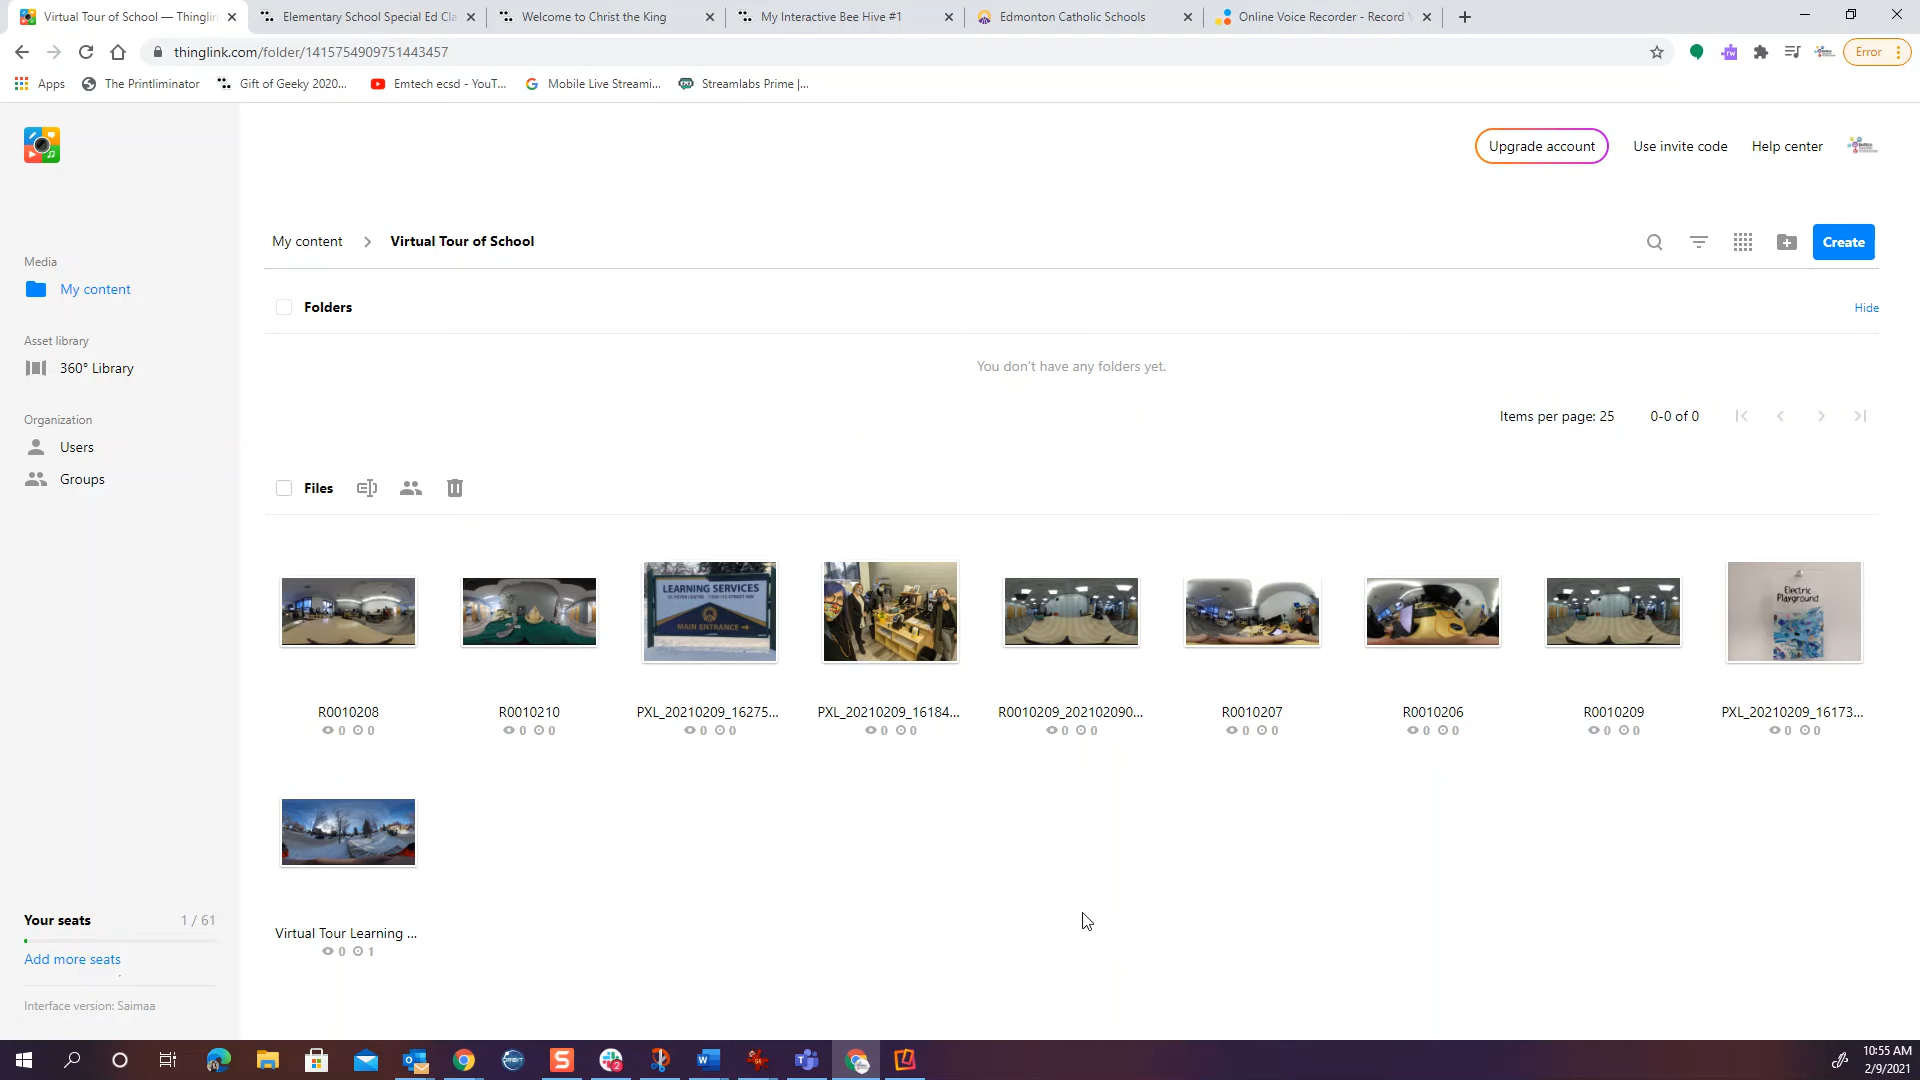 Virtual Tour of School — Thinglin
Elementary School Special Ed Cla
Welcome to Christ the King
My Interactive Bee Hive #1
Edmonton Catholic Schools
Online Voice Recorder - Record V
thinglink.com/folder/1415754909751443457
Error
Apps
The Printliminator
Gift of Geeky 2020...
Emtech ecsd - YouT...
Mobile Live Streami...
Streamlabs Prime |...
Upgrade account
Use invite code
Help center
My content
Virtual Tour of School
Create
Media
My content
Asset library
360° Library
Organization
Users
Groups
Folders
Hide
You don't have any folders yet.
Items per page: 25
0-0 of 0
Files
LEARNING SERVICES
MAIN ENTRANCE →
Electric
Playground
R0010208
0 0
R0010210
0 0
PXL_20210209_16275...
0 0
PXL_20210209_16184...
0 0
R0010209_202102090...
0 0
R0010207
0 0
R0010206
0 0
R0010209
0 0
PXL_20210209_16173...
0 0
Virtual Tour Learning ...
0 1
Your seats
1 / 61
Add more seats
Interface version: Saimaa
10:55 AM
2/9/2021